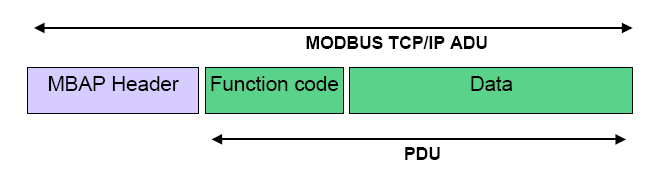 MODBUS TCP/IP ADU
MBAP Header Function code Data
PDU